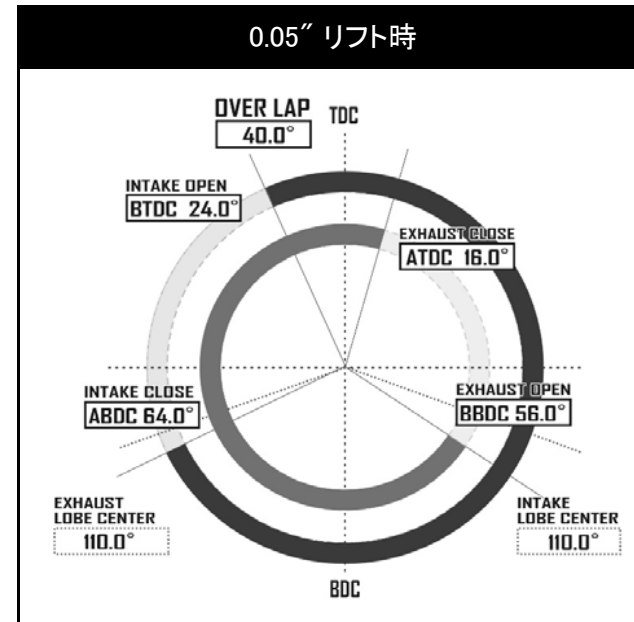 0.05″ リフト時
OVER LAP
40.0°
TDC
INTAKE OPEN
BTDC 24.0°
EXHAUST CLOSE
ATDC 16.0°
INTAKE CLOSE
ABDC 64.0°
EXHAUST OPEN
BBDC 56.0°
EXHAUST
LOBE CENTER
110.0°
INTAKE
LOBE CENTER
110.0°
BDC